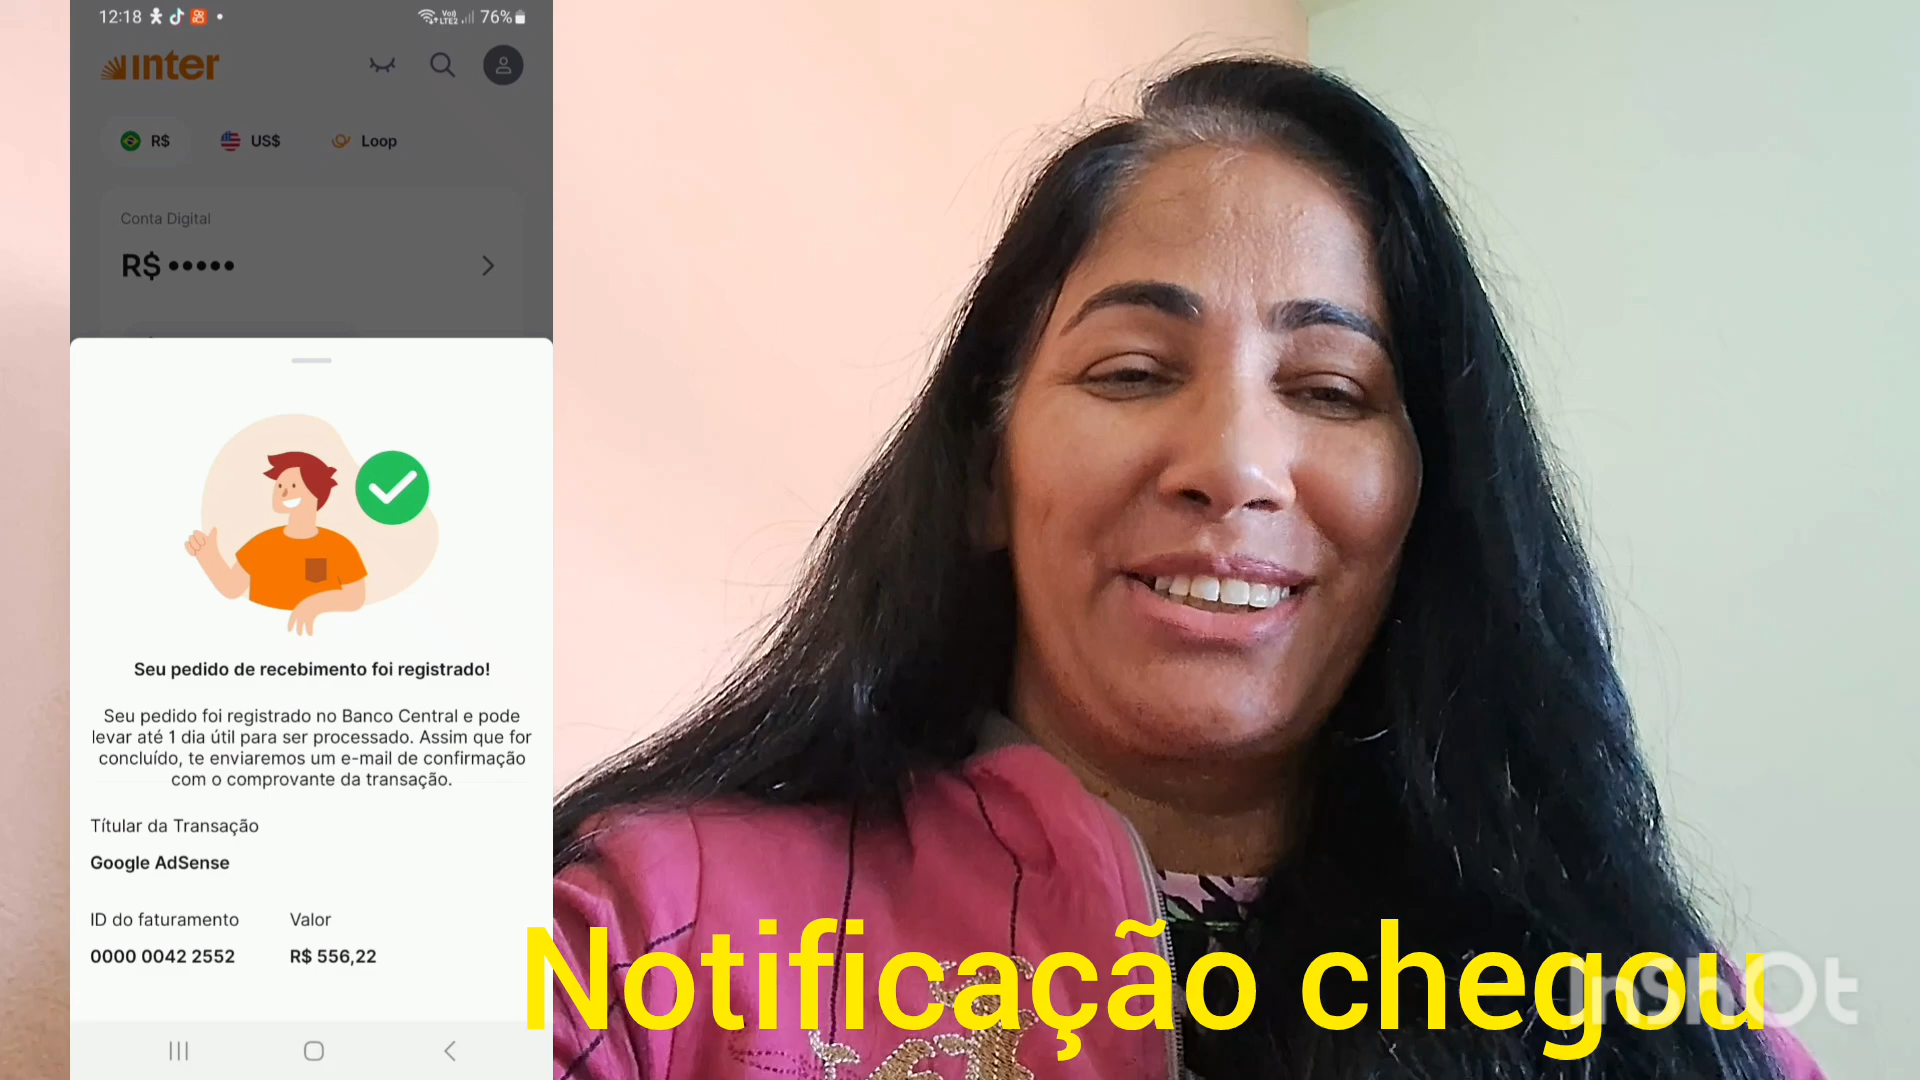 12:18
Vo)
LTE2
76%
inter
R$
US$
Loop
Conta Digital
R$ •••••
Seu pedido de recebimento foi registrado!
Seu pedido foi registrado no Banco Central e pode
levar até 1 dia útil para ser processado. Assim que for
concluído, te enviaremos um e-mail de confirmação
com o comprovante da transação.
Títular da Transação
Google AdSense
ID do faturamento
Valor
0000 0042 2552
R$ 556,22
Notificação chegou
InShOt